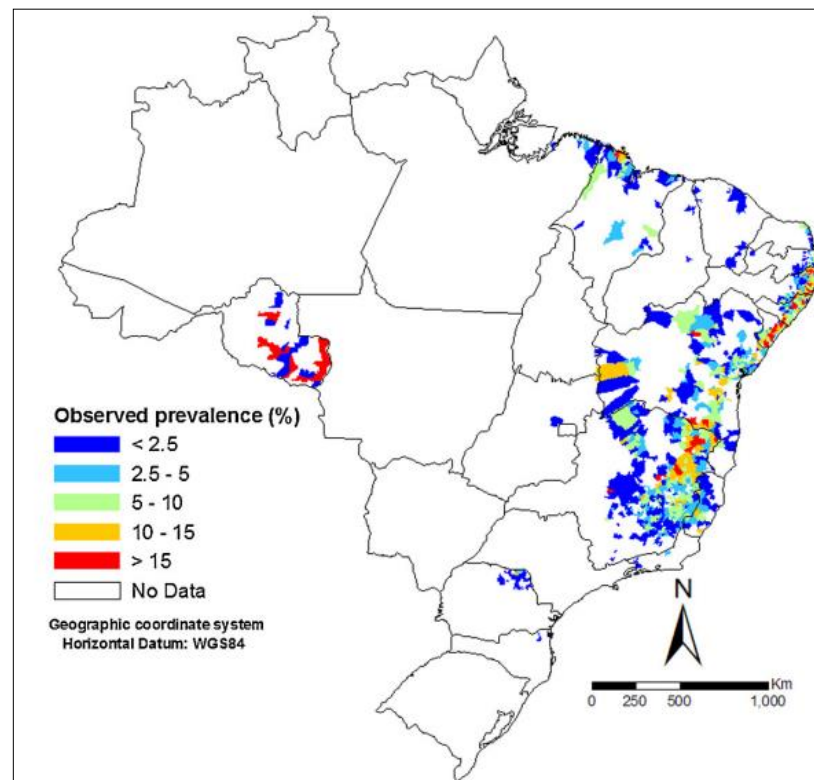 Observed prevalence (%)
< 2.5
2.5 - 5
5 - 10
10 - 15
> 15
No Data
Geographic coordinate system
Horizontal Datum: WGS84
N
Km
0 250 500 1,000